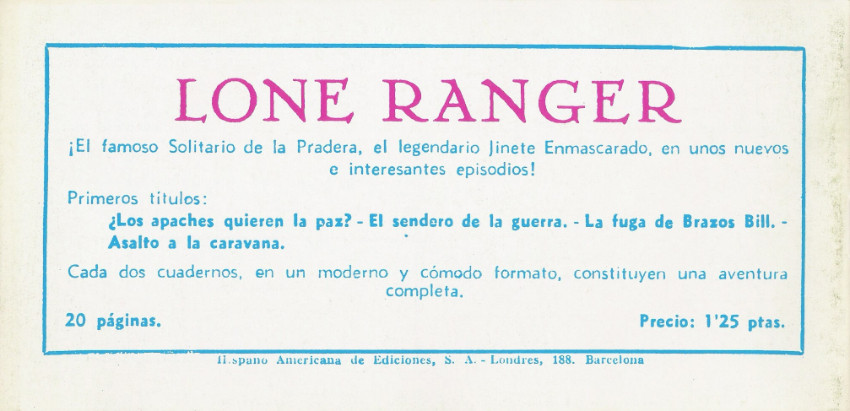 LONE RANGER
¡El famoso Solitario de la Pradera, el legendario Jinete Enmascarado, en unos nuevos
e interesantes episodios!
Primeros títulos:
¿Los apaches quieren la paz? - El sendero de la guerra. - La fuga de Brazos Bill. -
Asalto a la caravana.
Cada dos cuadernos, en un moderno y cómodo formato, constituyen una aventura
completa.
20 páginas.
Precio: 1'25 ptas.
Hispano Americana de Ediciones, S. A. - Londres, 188. Barcelona